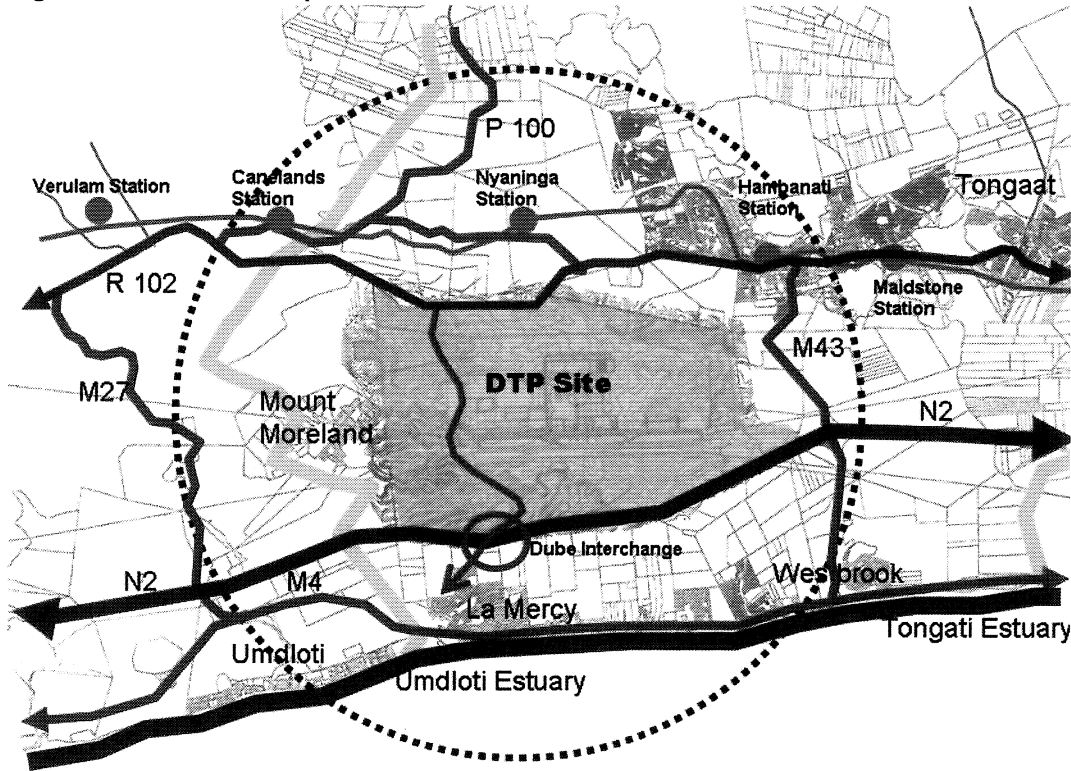 P 100
Verulam Station
Canelands
Station
Nyaninga
Station
Hambanati
Station
Tongaat
R 102
Maidstone
Station
M27
M43
DTP Site
Mount
Moreland
N2
Dube Interchange
N2
M4
Westbrook
La Mercy
Tongati Estuary
Umdloti
Umdloti Estuary